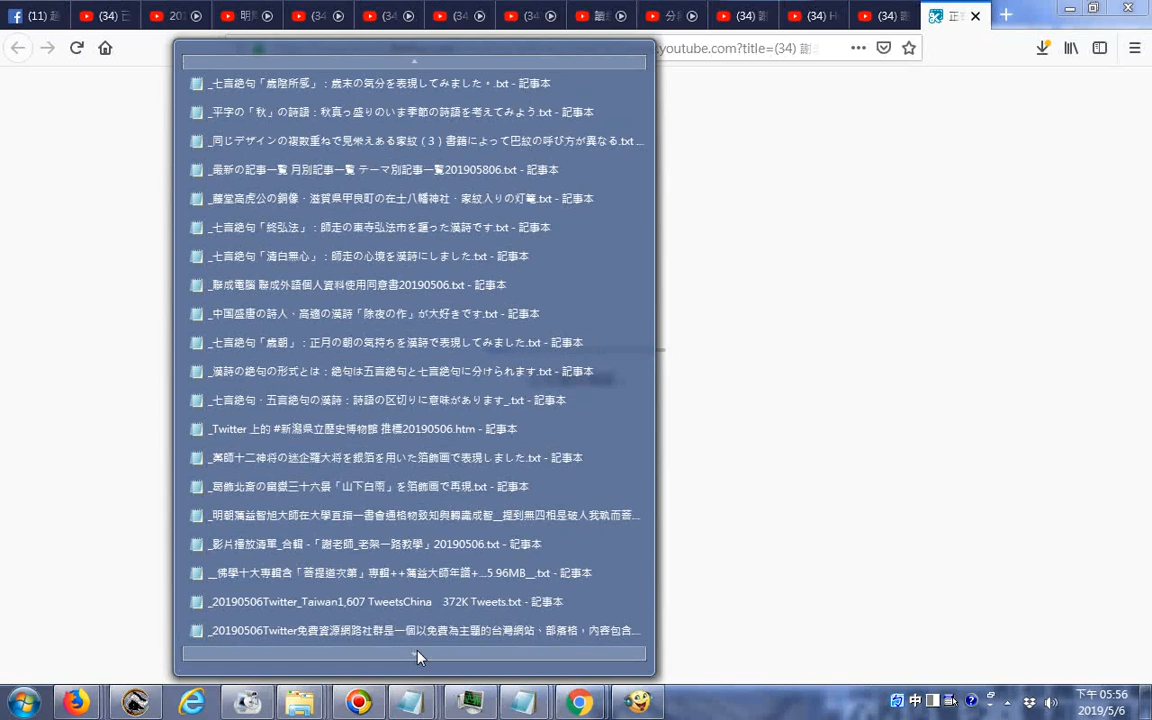 (11) 起
(34) 已
明
(34)
(34)
(34)
(34)
讀
分
(34)
(34) H
(34) 謝
正
youtube.com?title=(34) 謝
_七言絶句「歳除所感」：歳末の気分を表現してみました。.txt - 記事本
_平字の「秋」の詩語：秋真っ盛りのいま季節の詩語を考えてみよう.txt - 記事本
_同じデザインの複数重ねで見栄えある家紋（3）書籍によって巴紋の呼び方が異なる.txt ...
_最新の記事一覧 月別記事一覧 テーマ別記事一覧201905806.txt - 記事本
_藤堂高虎公の銅像・滋賀県甲良町の在士八幡神社・家紋入りの灯篭.txt - 記事本
_七言絶句「終弘法」：師走の東寺弘法市を謳った漢詩です.txt - 記事本
_七言絶句「清白無心」：師走の心境を漢詩にしました.txt - 記事本
_聯成電腦 聯成外語個人資料使用同意書20190506.txt - 記事本
_中国盛唐の詩人、高適の漢詩「除夜の作」が大好きです.txt - 記事本
_七言絶句「歳朝」：正月の朝の気持ちを漢詩で表現してみました.txt - 記事本
_漢詩の絶句の形式とは：絶句は五言絶句と七言絶句に分けられます.txt - 記事本
_七言絶句・五言絶句の漢詩：詩語の区切りに意味があります_.txt - 記事本
_Twitter 上的 #新潟県立歴史博物館 推標20190506.htm - 記事本
_薬師十二神将の迷企羅大将を銀箔を用いた箔飾画で表現しました.txt - 記事本
_葛飾北斎の富嶽三十六景「山下白雨」を箔飾画で再現.txt - 記事本
_明朝蕅益智旭大師在大學直指一書會通格物致知與轉識成智__提到無四相是破人我執而菩...
_影片播放清單_合輯 -「謝老師_老架一路教學」20190506.txt - 記事本
__佛學十大專輯含「菩提道次第」專輯++蕅益大師年譜+...5.96MB__.txt - 記事本
_20190506Twitter_Taiwan1,607 TweetsChina 372K Tweets.txt - 記事本
_20190506Twitter免費資源網路社群是一個以免費為主題的台灣網站、部落格，內容包含...
中
下午 05:56
2019/5/6